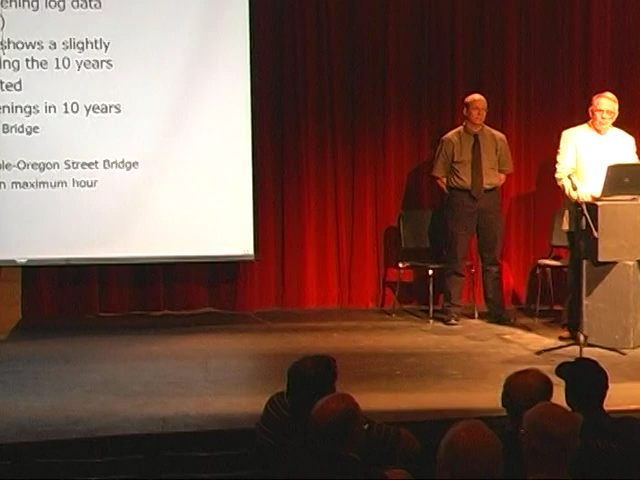 ening log data
)
shows a slightly
ing the 10 years
ted
enings in 10 years
Bridge
le-Oregon Street Bridge
n maximum hour